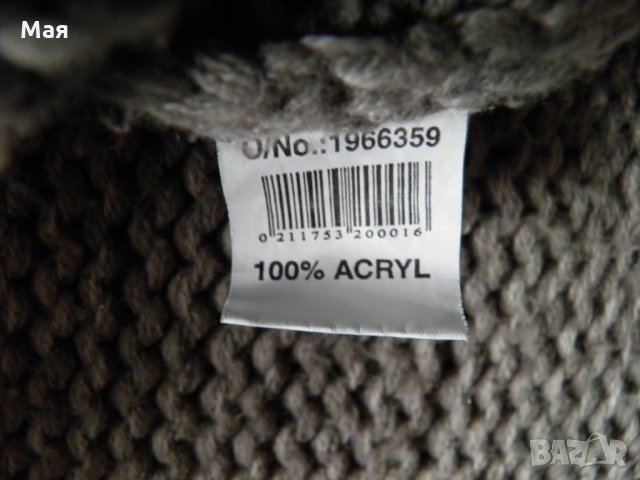 Мая
O/No.:1966359
0 211753 200016
100% ACRYL
BAZAR